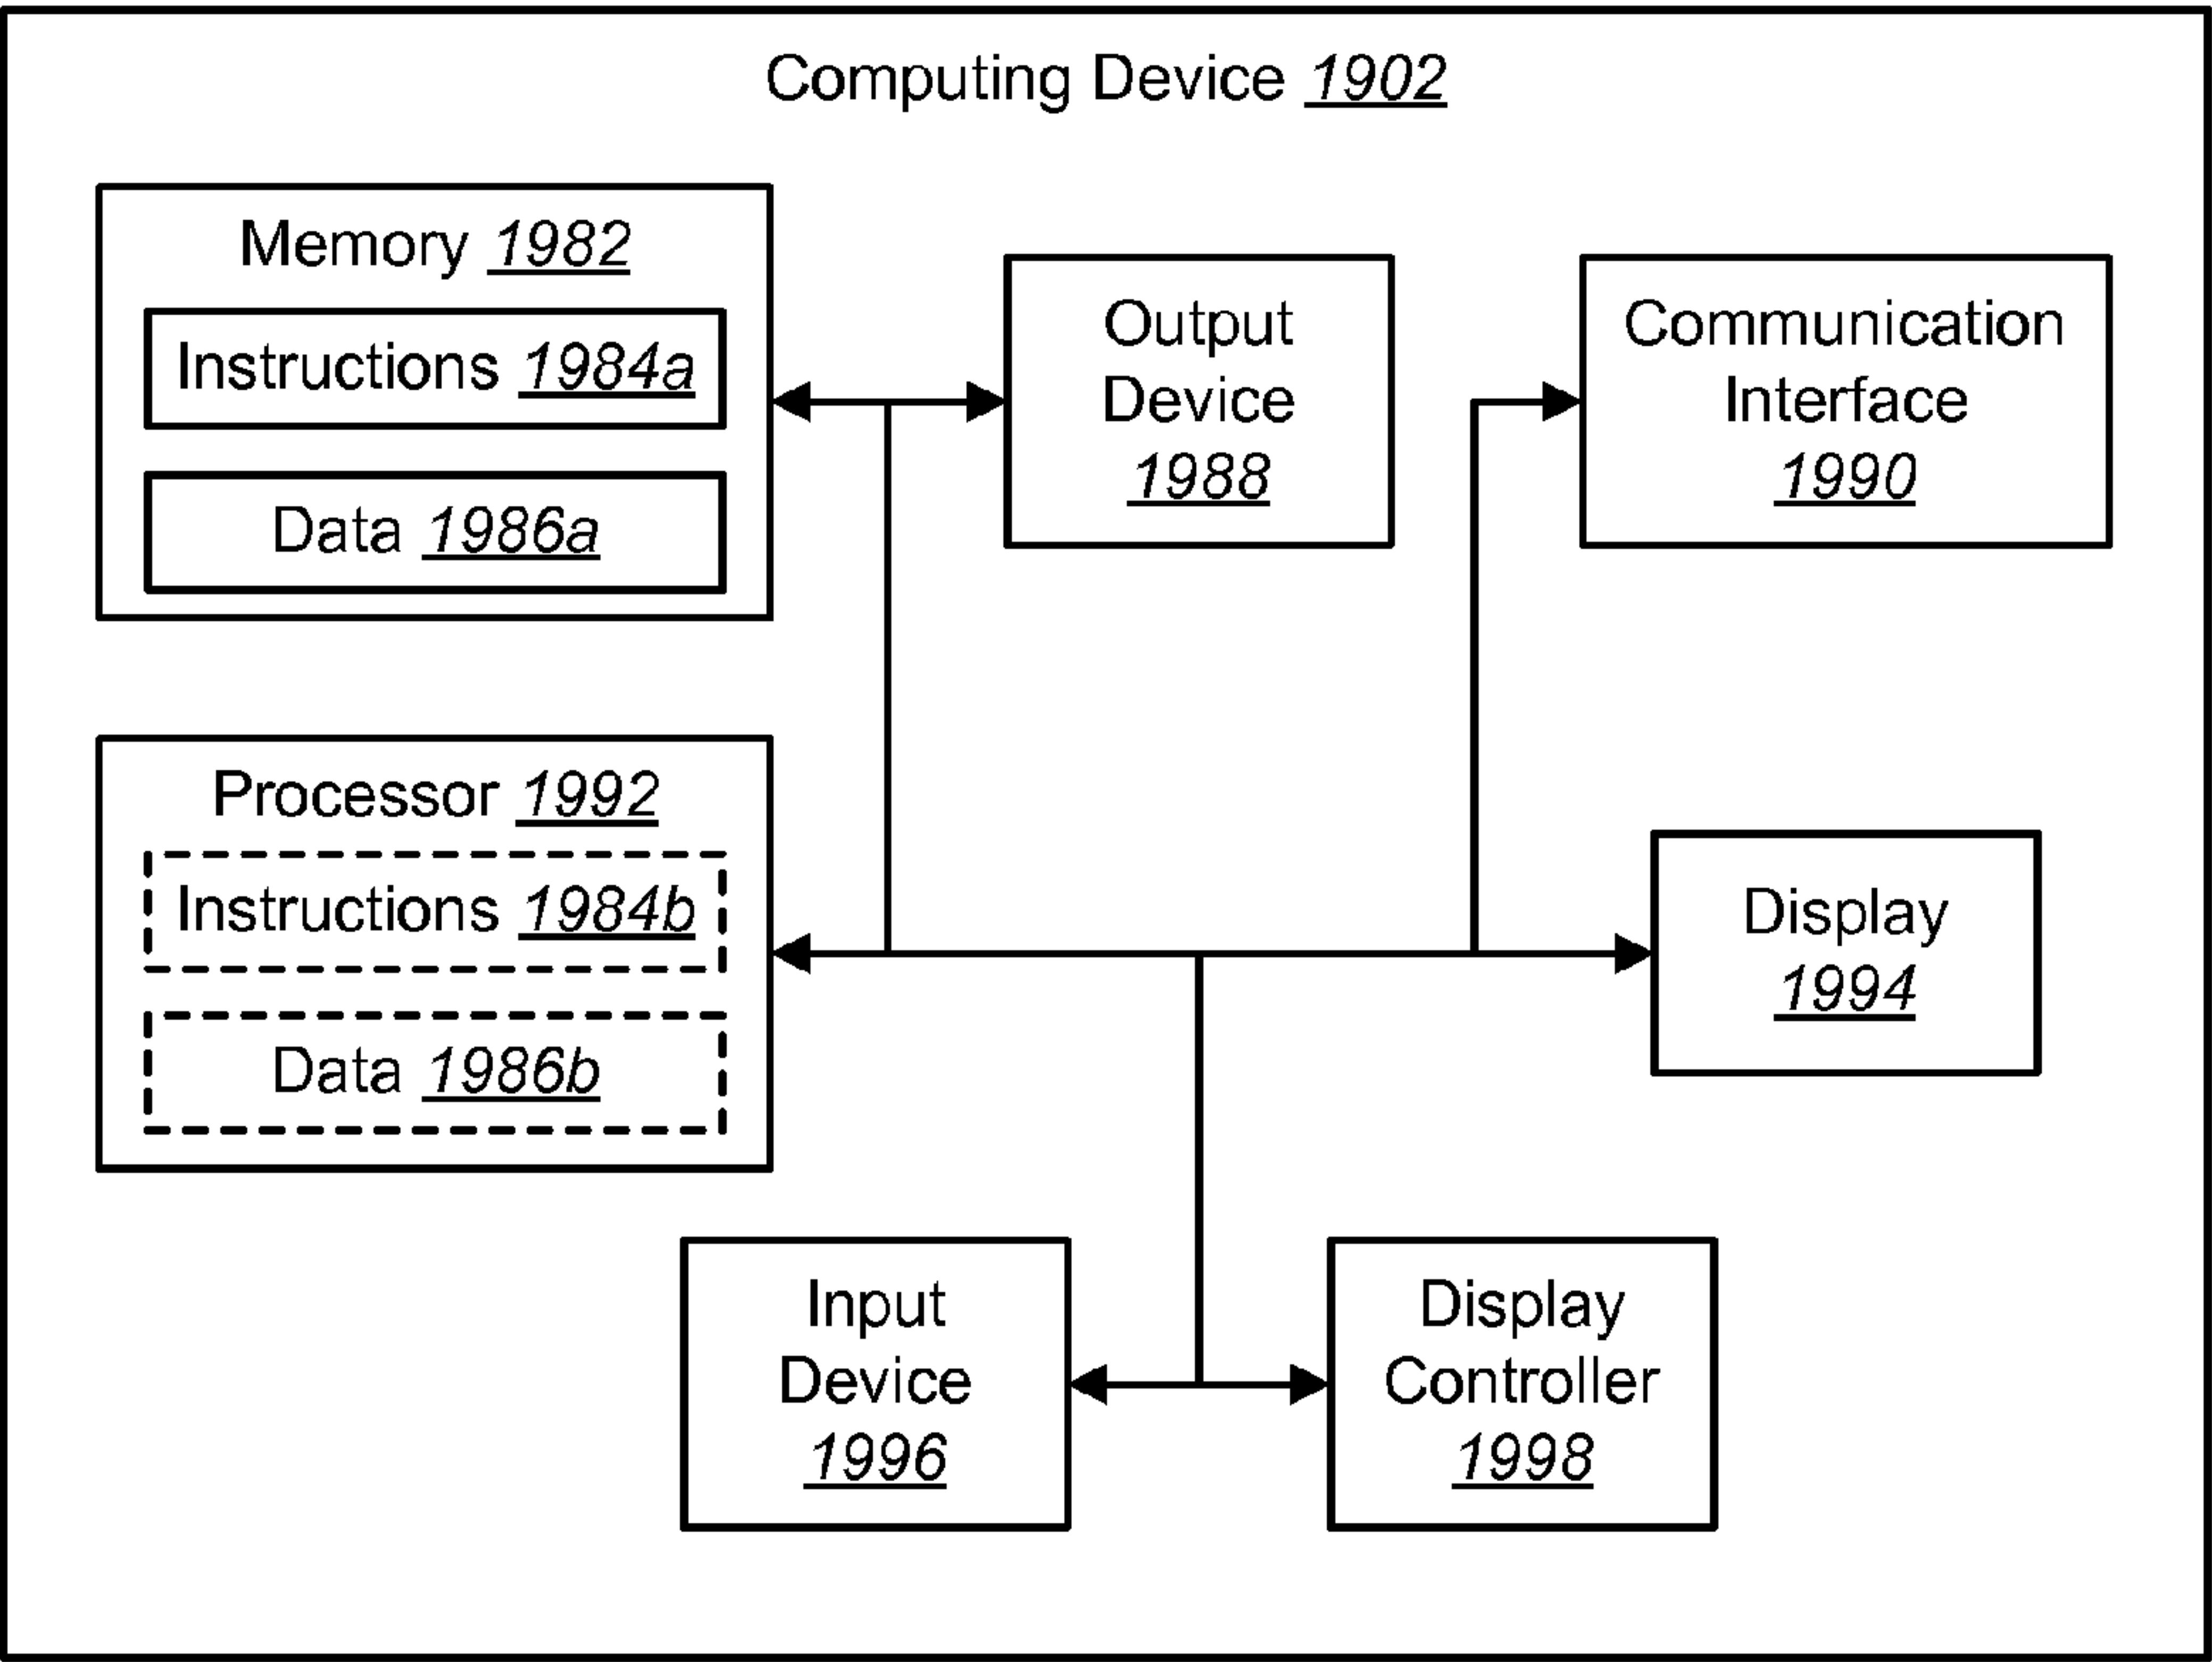 Computing Device 1902
Memory 1982
Instructions 1984a
Data 1986a
Output
Device
1988
Communication
Interface
1990
Processor 1992
Instructions 1984b
Data 1986b
Display
1994
Input
Device
1996
Display
Controller
1998